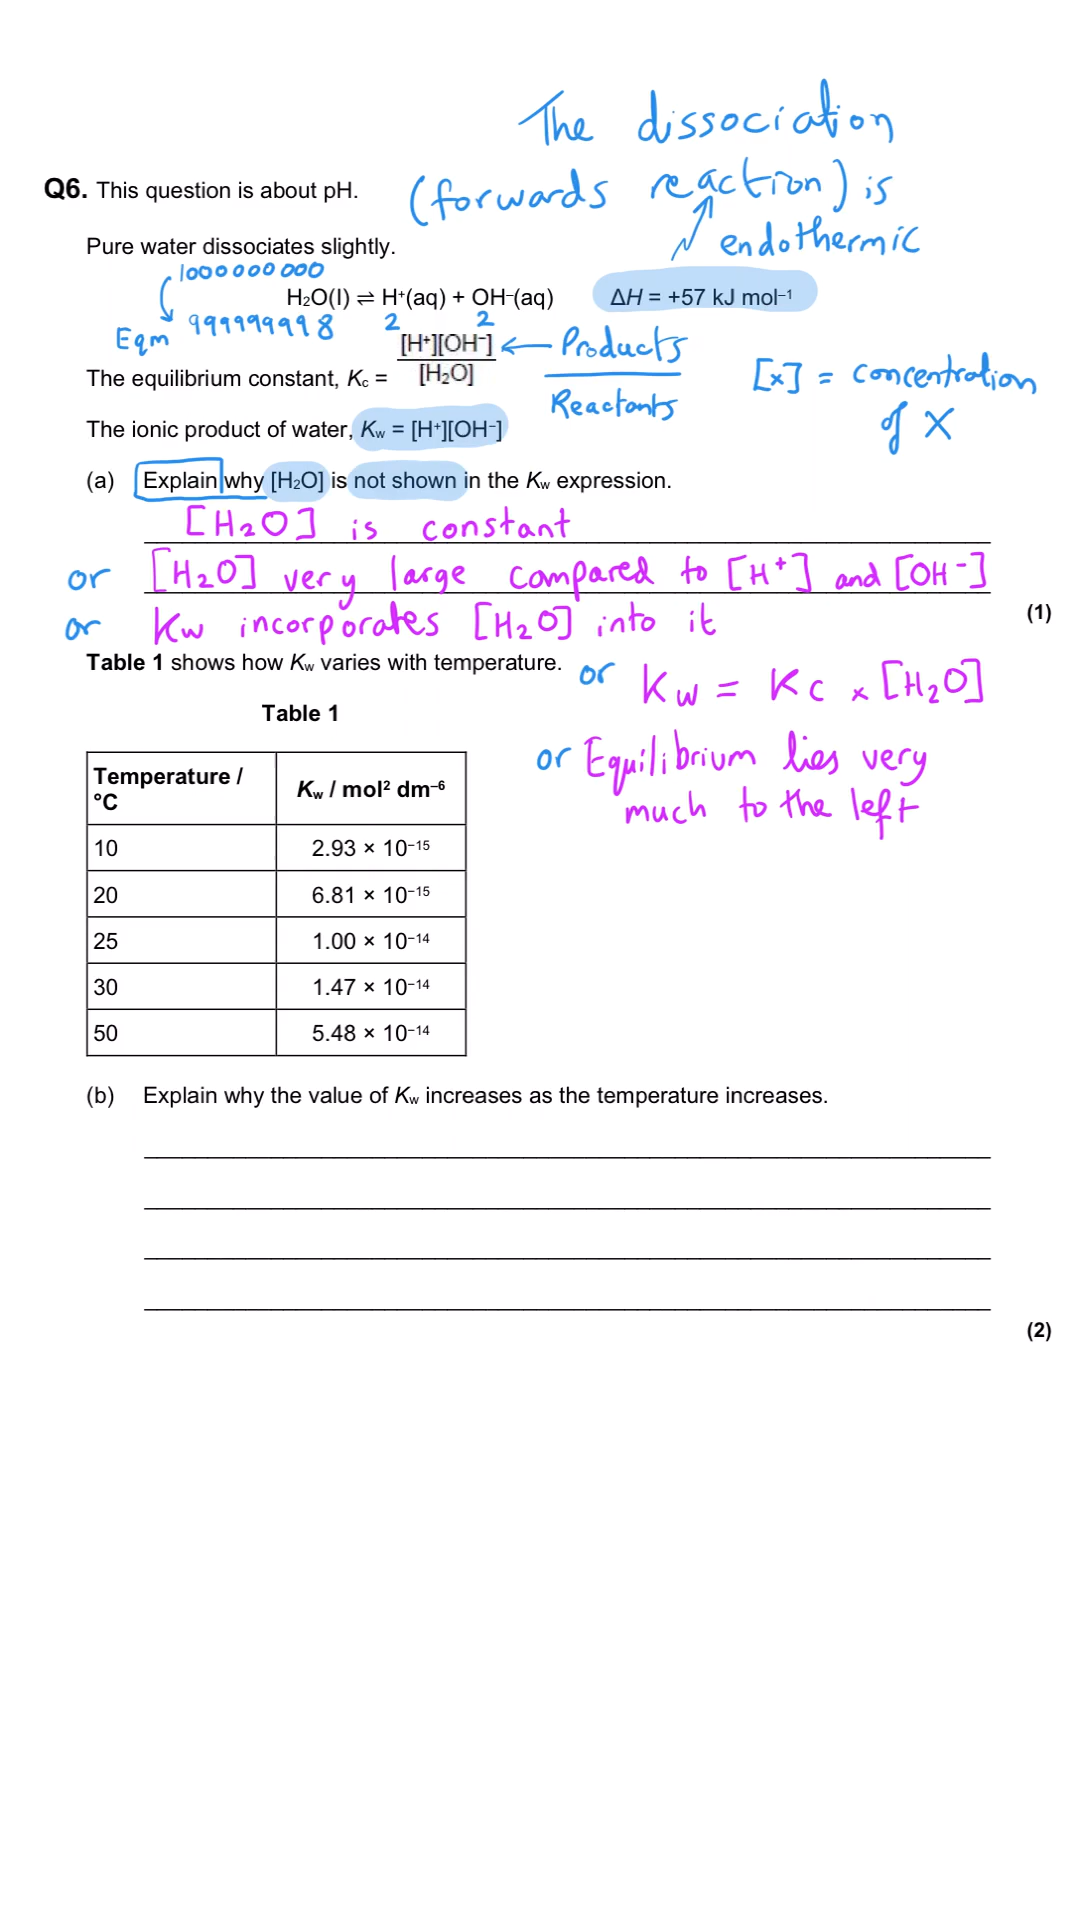 The dissociation
(forwards reaction) is
endothermic
Q6. This question is about pH.
Pure water dissociates slightly.
1000000000
H₂O(l) ⇌ H⁺(aq) + OH⁻(aq) ΔH = +57 kJ mol⁻¹
Eqm 999999998 2 2
The equilibrium constant, Kc = [H⁺][OH⁻] / [H₂O]
← Products
Reactants
[x] = concentration
of X
The ionic product of water, Kw = [H⁺][OH⁻]
(a) Explain why [H₂O] is not shown in the Kw expression.
[H₂O] is constant
or [H₂O] very large compared to [H⁺] and [OH⁻]
or Kw incorporates [H₂O] into it
(1)
Table 1 shows how Kw varies with temperature.
or Kw = Kc × [H₂O]
or Equilibrium lies very
much to the left
Table 1
Temperature / °C Kw / mol² dm⁻⁶
10 2.93 × 10⁻¹⁵
20 6.81 × 10⁻¹⁵
25 1.00 × 10⁻¹⁴
30 1.47 × 10⁻¹⁴
50 5.48 × 10⁻¹⁴
(b) Explain why the value of Kw increases as the temperature increases.
(2)